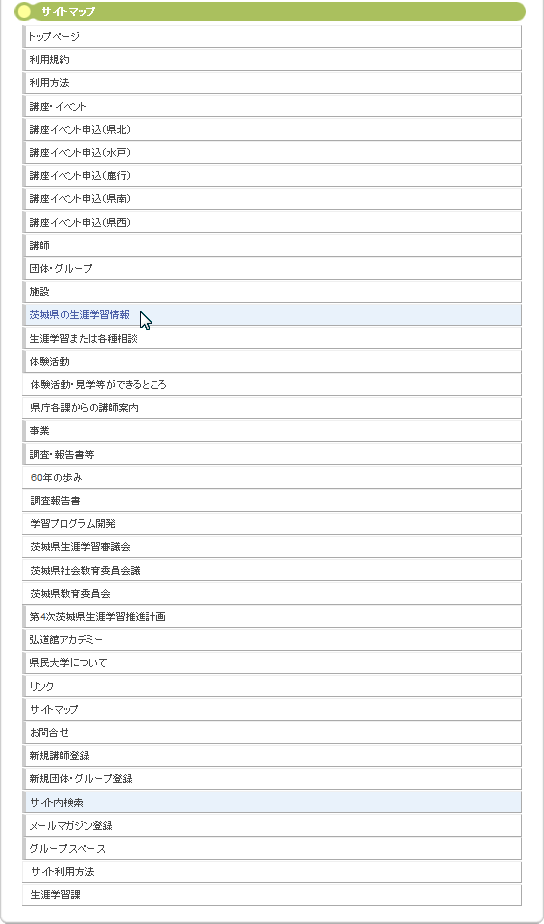 サイトマップ
トップページ
利用規約
利用方法
講座・イベント
講座イベント申込(県北)
講座イベント申込(水戸)
講座イベント申込(鹿行)
講座イベント申込(県南)
講座イベント申込(県西)
講師
団体・グループ
施設
茨城県の生涯学習情報
生涯学習または各種相談
体験活動
体験活動・見学等ができるところ
県庁各課からの講師案内
事業
調査・報告書等
60年の歩み
調査報告書
学習プログラム開発
茨城県生涯学習審議会
茨城県社会教育委員会議
茨城県教育委員会
第4次茨城県生涯学習推進計画
弘道館アカデミー
県民大学について
リンク
サイトマップ
お問合せ
新規講師登録
新規団体・グループ登録
サイト内検索
メールマガジン登録
グループスペース
サイト利用方法
生涯学習課